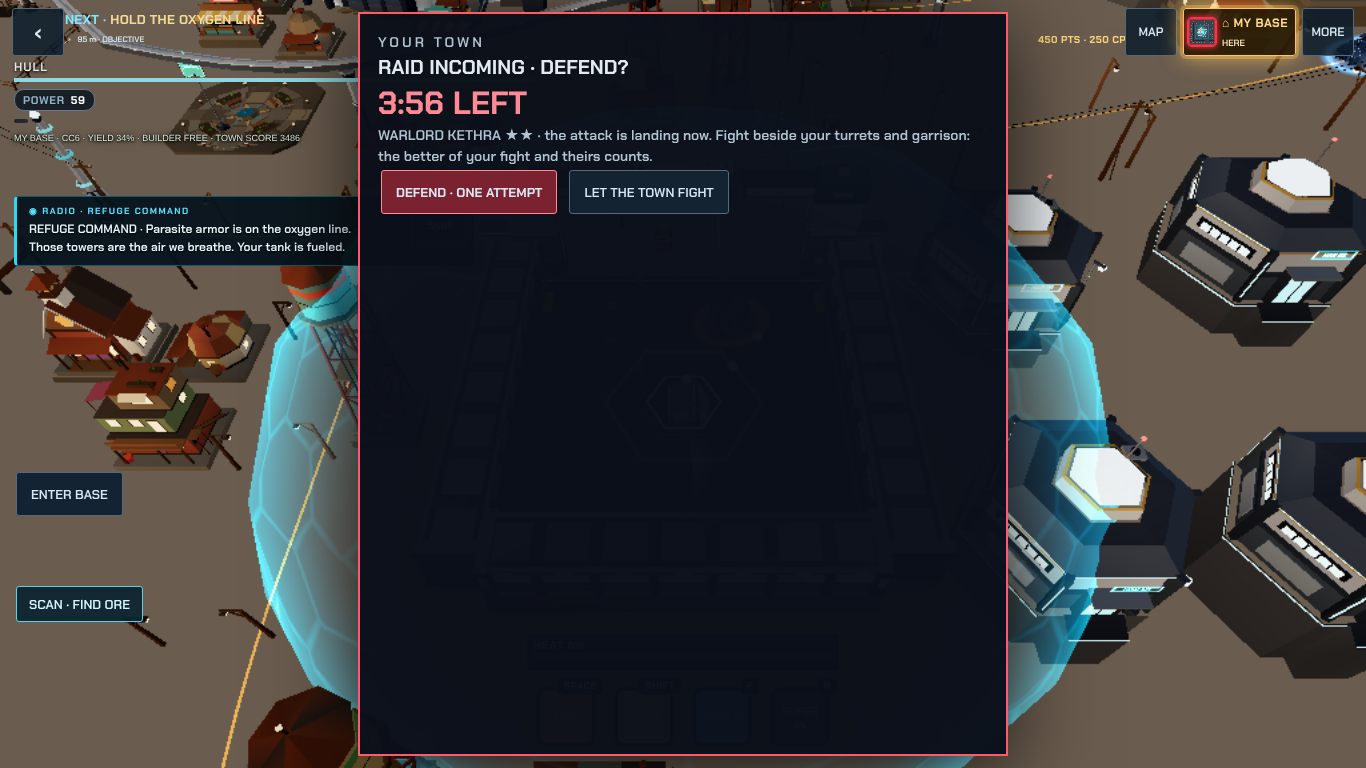 ‹
NEXT · HOLD THE OXYGEN LINE
95 m · OBJECTIVE
HULL
POWER 59
MY BASE · CC6 · YIELD 34% · BUILDER FREE · TOWN SCORE 3486
◉ RADIO · REFUGE COMMAND
REFUGE COMMAND · Parasite armor is on the oxygen line.
Those towers are the air we breathe. Your tank is fueled.
ENTER BASE
SCAN · FIND ORE
YOUR TOWN
RAID INCOMING · DEFEND?
3:56 LEFT
WARLORD KETHRA ★★ · the attack is landing now. Fight beside your turrets and garrison:
the better of your fight and theirs counts.
DEFEND · ONE ATTEMPT
LET THE TOWN FIGHT
450 PTS · 250 CP
MAP
⌂ MY BASE
HERE
MORE